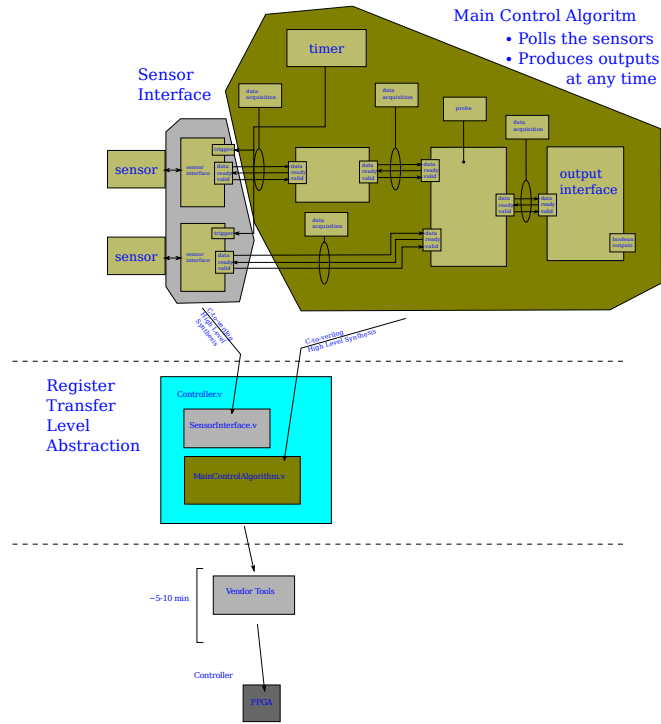 Main Control Algoritm
• Polls the sensors
• Produces outputs
at any time
timer
Sensor
Interface
data
acquisition
data
acquisition
probe
data
acquisition
trigger
sensor
sensor
interface
data
ready
valid
data
ready
valid
data
ready
valid
data
ready
valid
output
interface
data
ready
valid
data
ready
valid
data
acquisition
trigger
sensor
sensor
interface
data
ready
valid
data
ready
valid
boolean
outputs
C-to-verilog
High Level
Synthesis
C-to-verilog
High Level Synthesis
Register
Transfer
Level
Abstraction
Controller.v
SensorInterface.v
MainControlAlgorithm.v
~5-10 min
Vendor Tools
Controller
FPGA